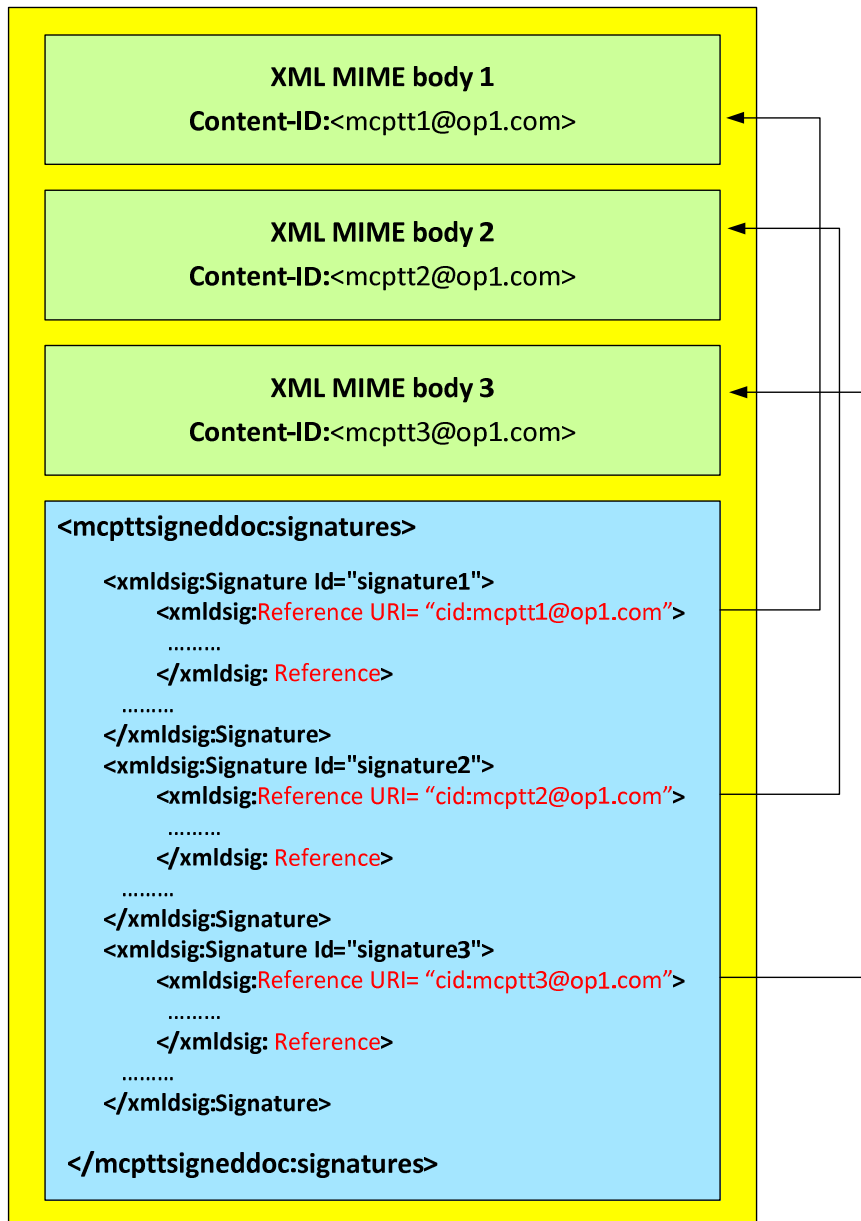 XML MIME body 1
Content-ID:<mcptt1@op1.com>
XML MIME body 2
Content-ID:<mcptt2@op1.com>
XML MIME body 3
Content-ID:<mcptt3@op1.com>
<mcpttsigneddoc:signatures>
<xmldsig:Signature Id="signature1">
<xmldsig:Reference URI= “cid:mcptt1@op1.com”>
.........
</xmldsig: Reference>
.........
</xmldsig:Signature>
<xmldsig:Signature Id="signature2">
<xmldsig:Reference URI= “cid:mcptt2@op1.com”>
.........
</xmldsig: Reference>
.........
</xmldsig:Signature>
<xmldsig:Signature Id="signature3">
<xmldsig:Reference URI= “cid:mcptt3@op1.com”>
.........
</xmldsig: Reference>
.........
</xmldsig:Signature>
</mcpttsigneddoc:signatures>